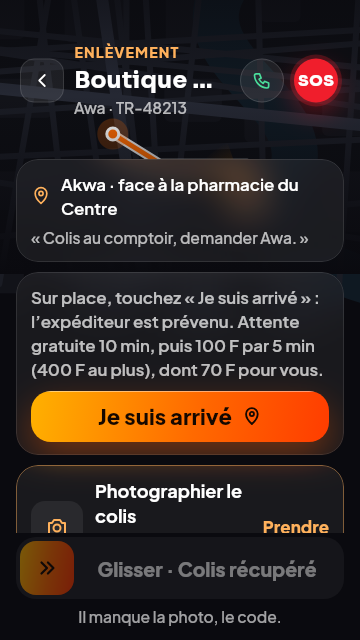 ENLÈVEMENT
Boutique ...
SOS
Awa · TR-48213
Akwa · face à la pharmacie du
Centre
« Colis au comptoir, demander Awa. »
Sur place, touchez « Je suis arrivé » :
l’expéditeur est prévenu. Attente
gratuite 10 min, puis 100 F par 5 min
(400 F au plus), dont 70 F pour vous.
Je suis arrivé
Photographier le
colis
Prendre
Glisser · Colis récupéré
Il manque la photo, le code.